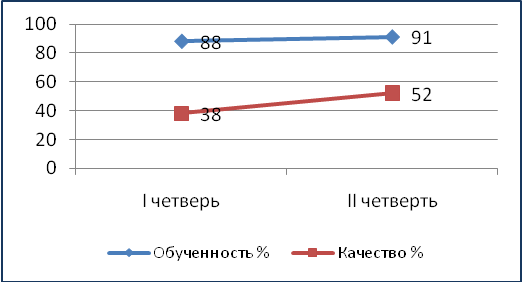 100
80
60
40
20
0
88
91
38
52
I четверь
II четверть
Обученность %
Качество %